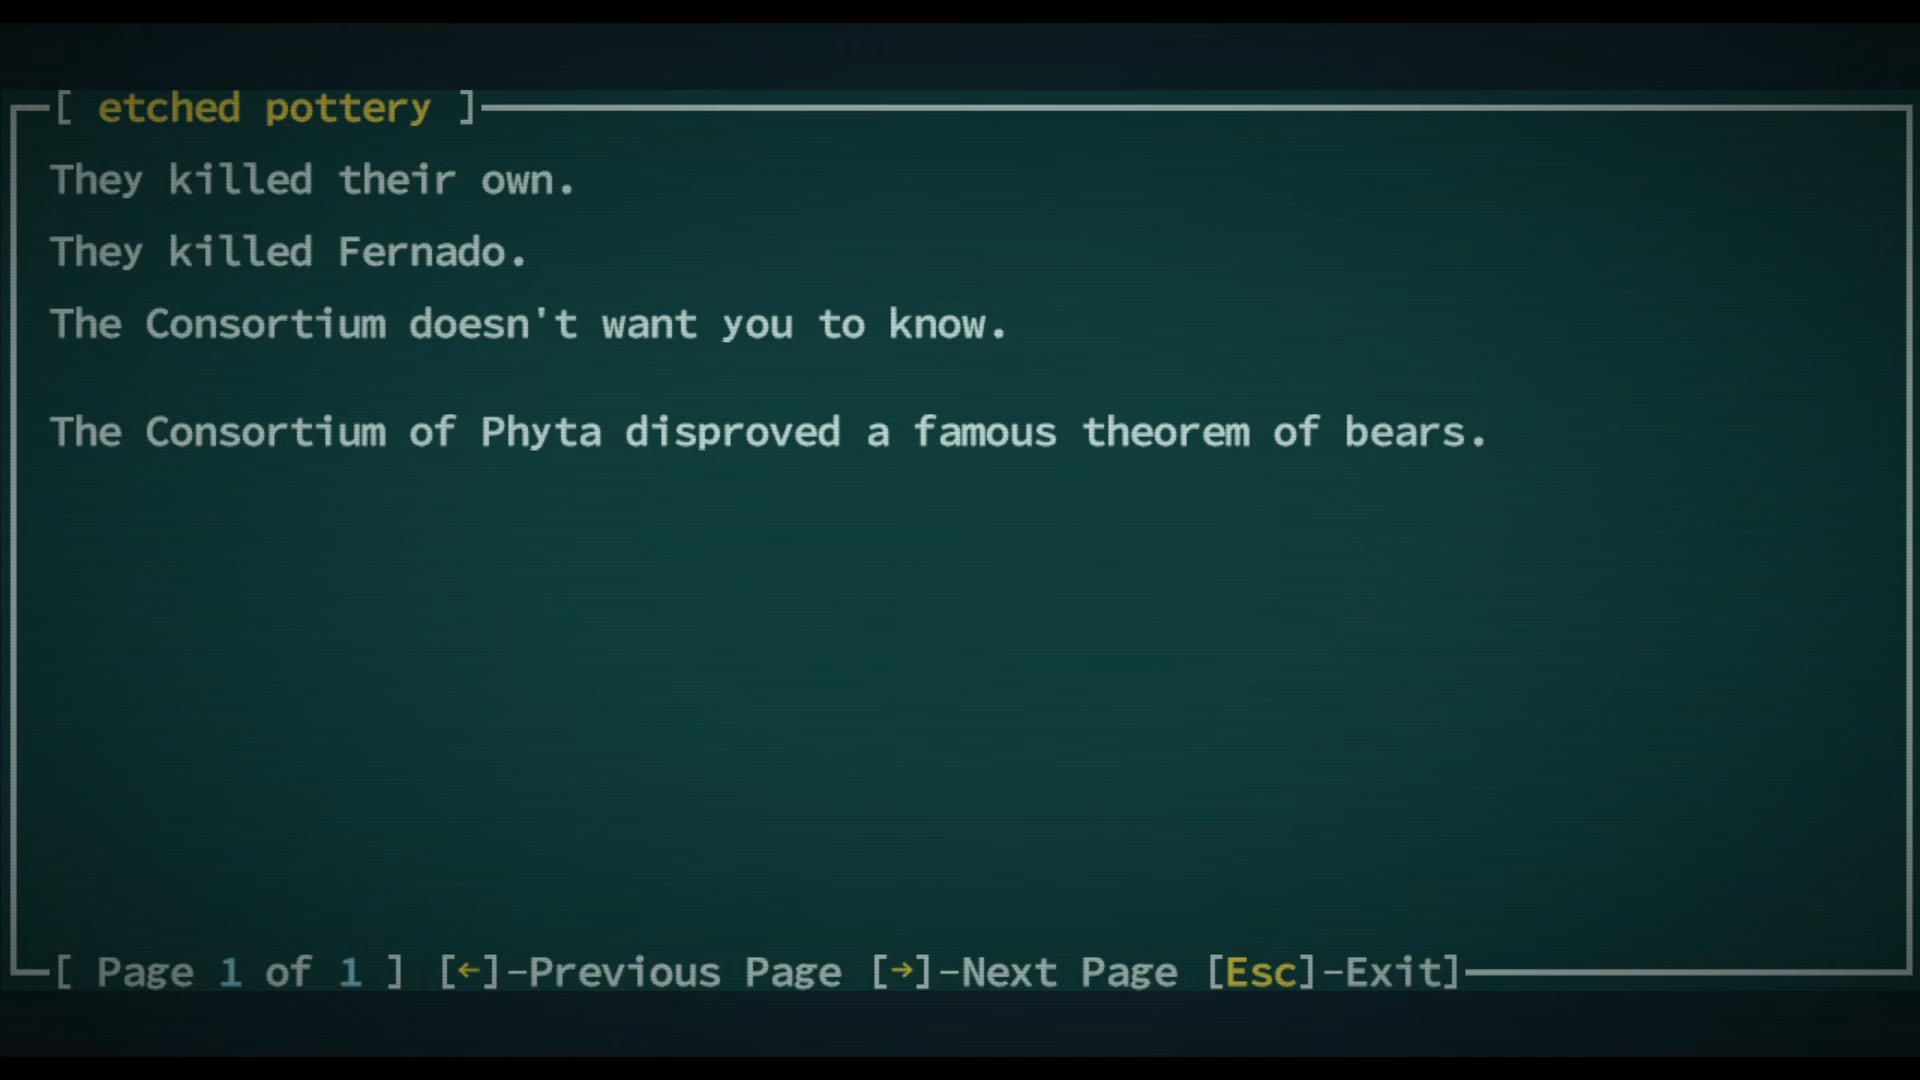 [ etched pottery ]
They killed their own.
They killed Fernado.
The Consortium doesn't want you to know.
The Consortium of Phyta disproved a famous theorem of bears.
[ Page 1 of 1 ] [←]-Previous Page [→]-Next Page [Esc]-Exit]